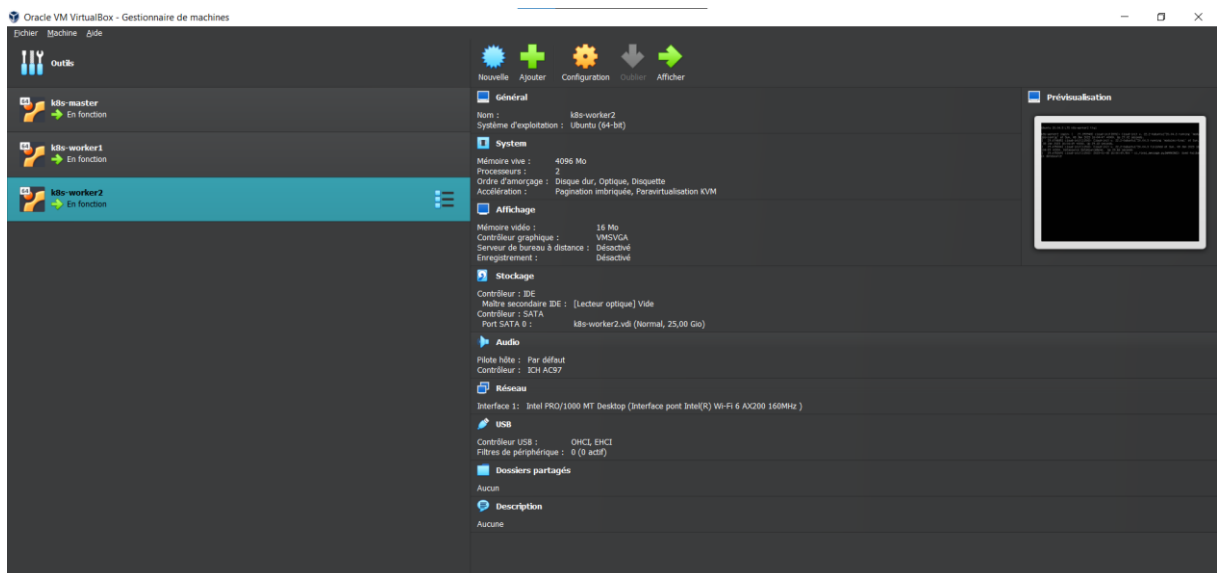 Oracle VM VirtualBox - Gestionnaire de machines
Fichier Machine Aide
Outils
Nouvelle Ajouter Configuration Oublier Afficher
64 k8s-master
En fonction
64 k8s-worker1
En fonction
64 k8s-worker2
En fonction
Général
Nom : k8s-worker2
Système d'exploitation : Ubuntu (64-bit)
System
Mémoire vive : 4096 Mo
Processeurs : 2
Ordre d'amorçage : Disque dur, Optique, Disquette
Accélération : Pagination imbriquée, Paravirtualisation KVM
Affichage
Mémoire vidéo : 16 Mo
Contrôleur graphique : VMSVGA
Serveur de bureau à distance : Désactivé
Enregistrement : Désactivé
Stockage
Contrôleur : IDE
Maître secondaire IDE : [Lecteur optique] Vide
Contrôleur : SATA
Port SATA 0 : k8s-worker2.vdi (Normal, 25,00 Gio)
Audio
Pilote hôte : Par défaut
Contrôleur : ICH AC97
Réseau
Interface 1: Intel PRO/1000 MT Desktop (Interface pont Intel(R) Wi-Fi 6 AX200 160MHz )
USB
Contrôleur USB : OHCI, EHCI
Filtres de périphérique : 0 (0 actif)
Dossiers partagés
Aucun
Description
Aucune
Prévisualisation